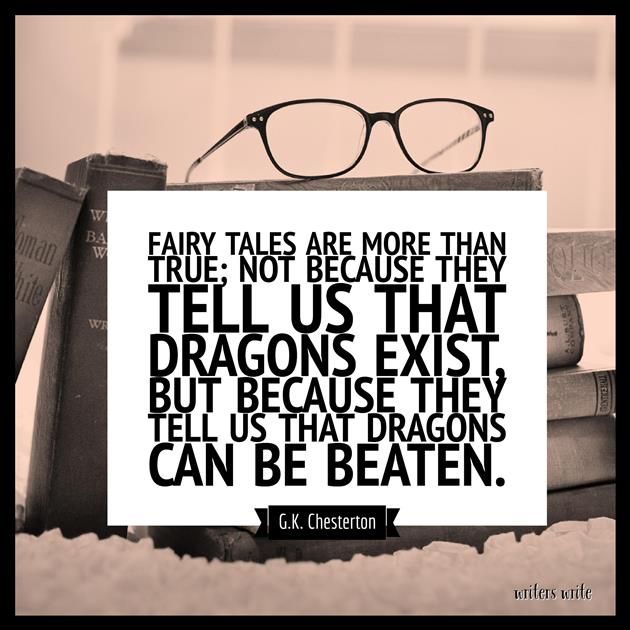 FAIRY TALES ARE MORE THAN
TRUE; NOT BECAUSE THEY
TELL US THAT
DRAGONS EXIST,
BUT BECAUSE THEY
TELL US THAT DRAGONS
CAN BE BEATEN.
G.K. Chesterton
writers write